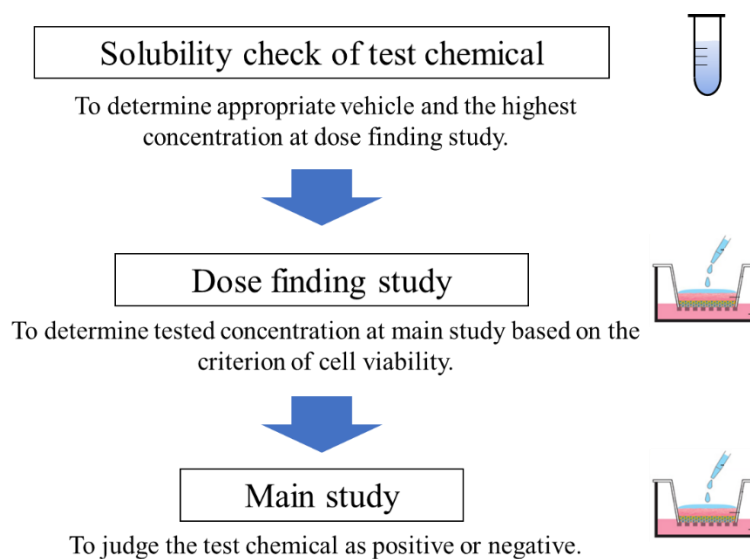 Solubility check of test chemical
To determine appropriate vehicle and the highest
concentration at dose finding study.
Dose finding study
To determine tested concentration at main study based on the
criterion of cell viability.
Main study
To judge the test chemical as positive or negative.